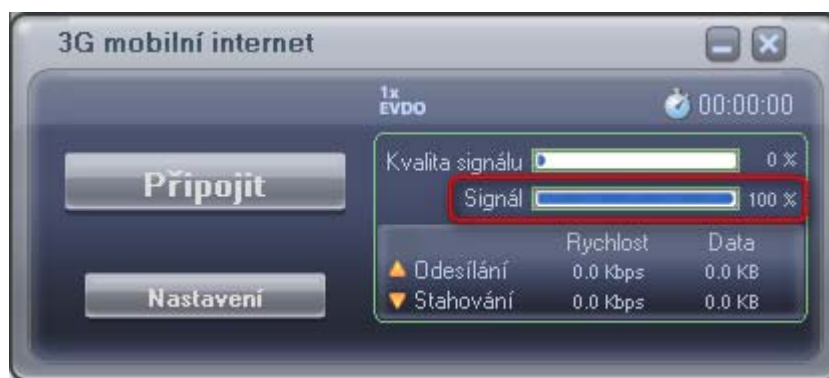 3G mobilní internet
1x
EVDO
00:00:00
Připojit
Kvalita signálu 0 %
Signál 100 %
Rychlost Data
Odesílání 0.0 Kbps 0.0 KB
Nastavení
Stahování 0.0 Kbps 0.0 KB